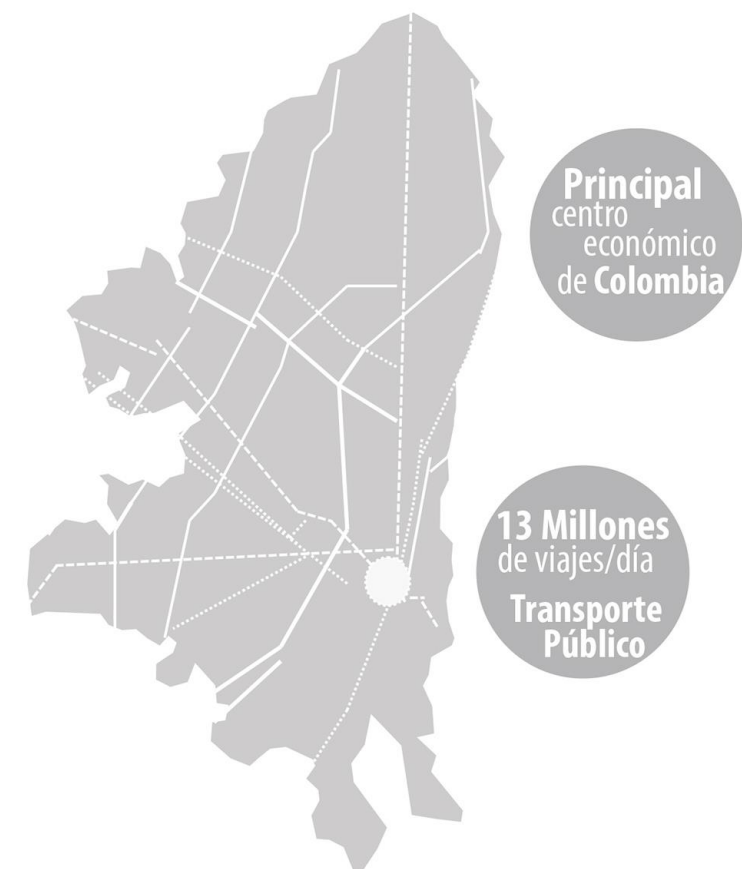 Principal
centro
económico
de Colombia
13 Millones
de viajes/día
Transporte
Público